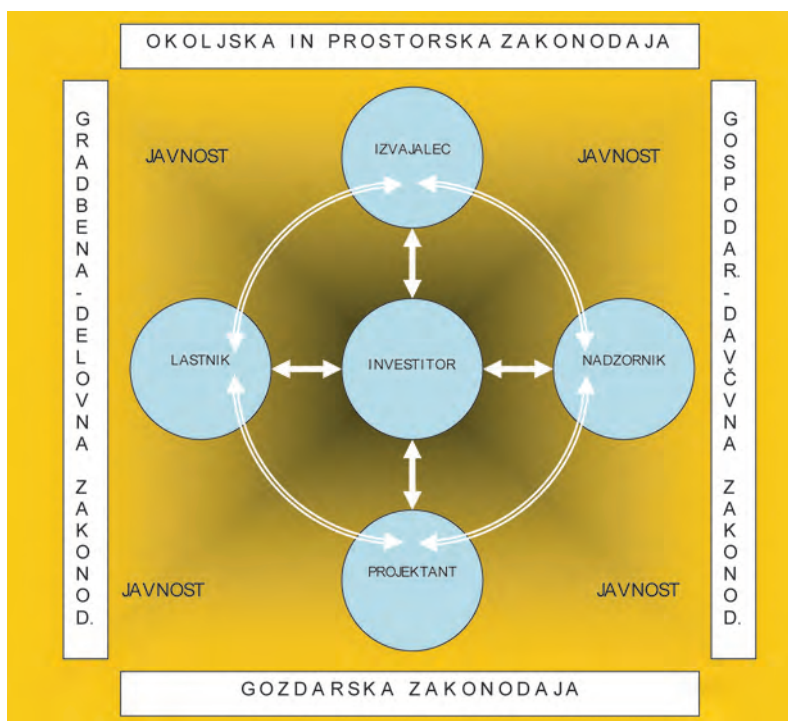 OKOLJSKA IN PROSTORSKA ZAKONODAJA
GRADBENA-DELOVNA ZAKONOD.
GOSPODAR.-DAVČVNA ZAKONOD.
JAVNOST
IZVAJALEC
JAVNOST
LASTNIK
INVESTITOR
NADZORNIK
JAVNOST
PROJEKTANT
JAVNOST
GOZDARSKA ZAKONODAJA